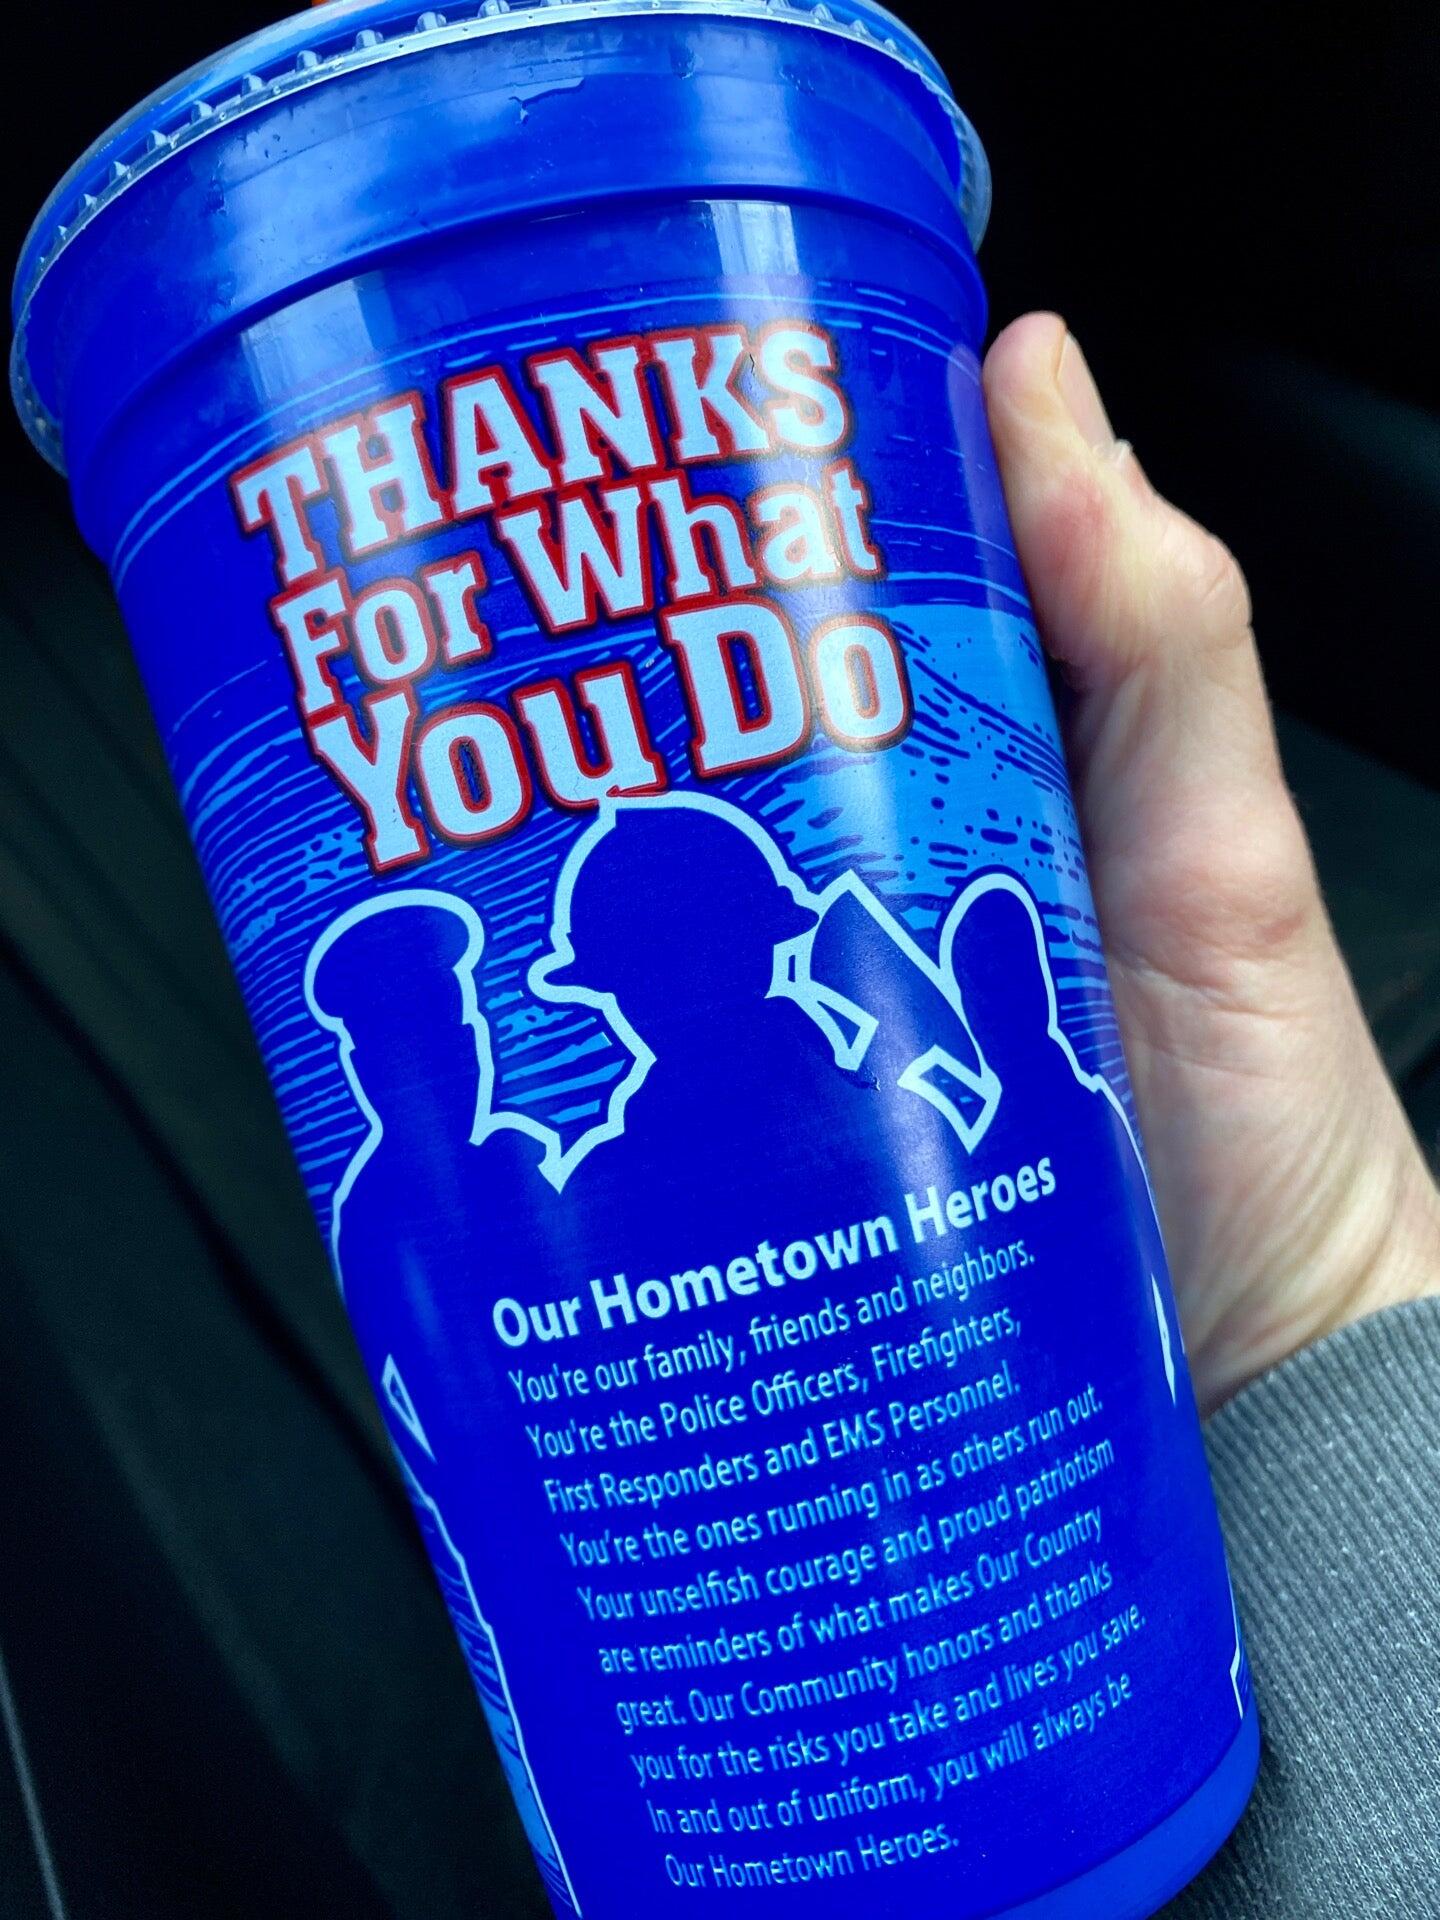 THANKS
For What
You Do
Our Hometown Heroes
You're our family, friends and neighbors.
You're the Police Officers, Firefighters,
First Responders and EMS Personnel.
You're the ones running in as others run out.
Your unselfish courage and proud patriotism
are reminders of what makes Our Country
great. Our Community honors and thanks
you for the risks you take and lives you save.
In and out of uniform, you will always be
Our Hometown Heroes.